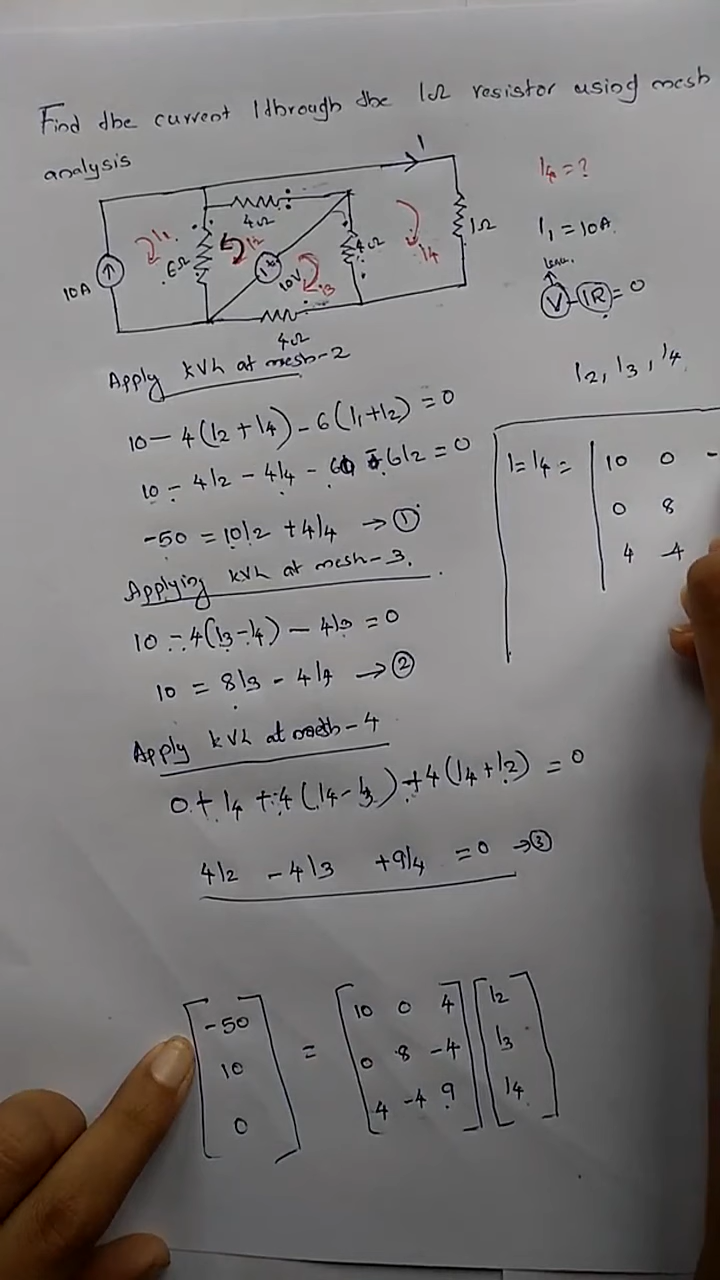 Find the current I through the 1Ω resistor using mesh
analysis
I
4Ω
I1
I2
6Ω
10A
10V
I3
4Ω
I4
1Ω
4Ω
I4 = ?
I1 = 10A
V - IR = 0
I2, I3, I4
Apply KVL at mesh-2
10 - 4(I2 + I4) - 6(I1 + I2) = 0
10 - 4I2 - 4I4 - 60 - 6I2 = 0
-50 = 10I2 + 4I4 → ①
Applying KVL at mesh-3.
10 - 4(I3 - I4) - 4I3 = 0
10 = 8I3 - 4I4 → ②
Apply KVL at mesh-4
0 + I4 + 4(I4 - I3) + 4(I4 + I2) = 0
4I2 - 4I3 + 9I4 = 0 → ③
I = I4 =
10 0 -
0 8
4 -4
-50
10
0
=
10 0 4
0 8 -4
4 -4 9
I2
I3
I4